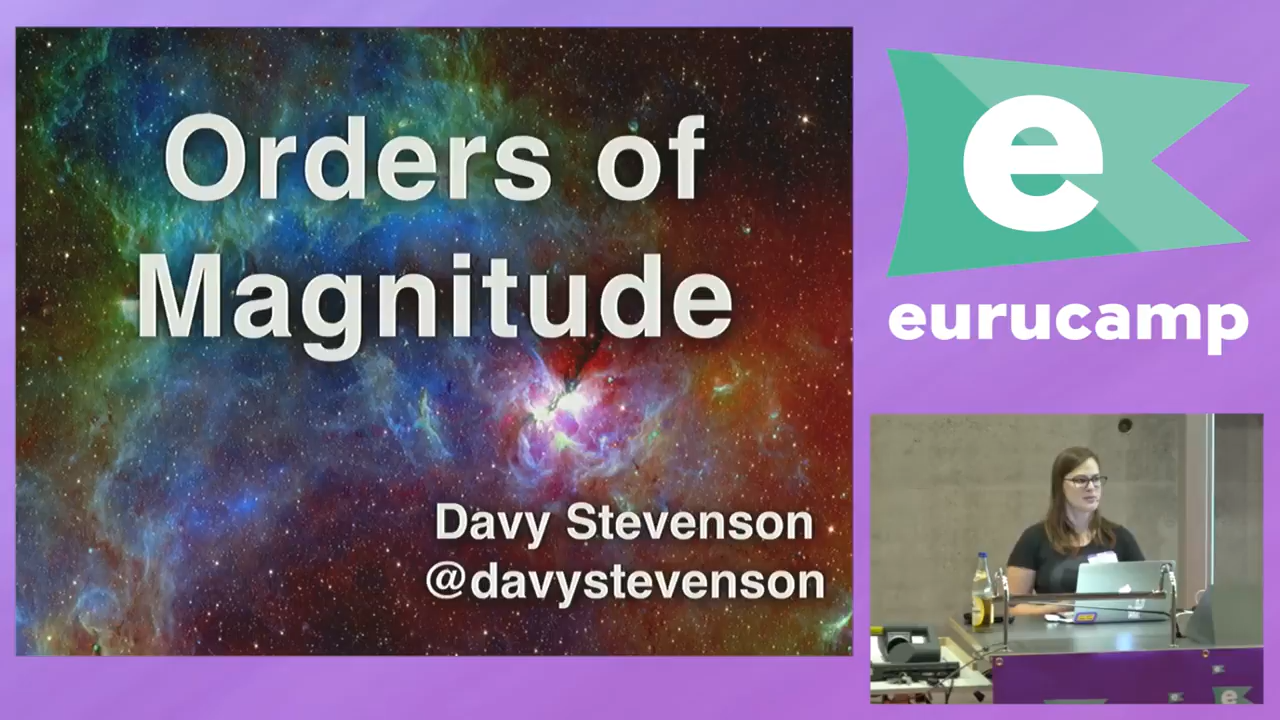 Orders of
Magnitude
Davy Stevenson
@davystevenson
e
eurucamp
e